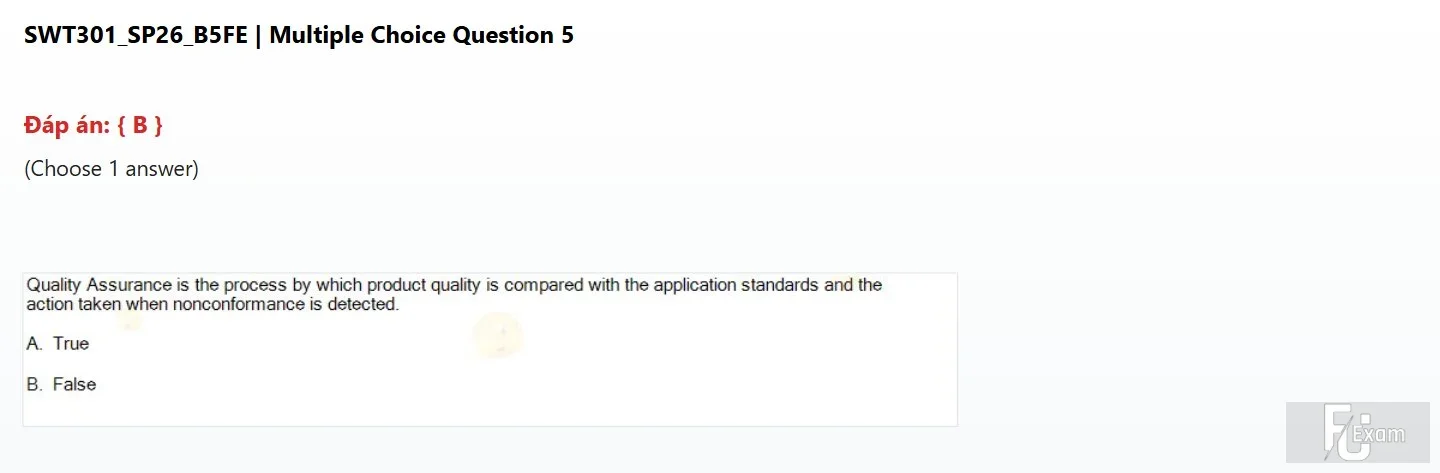 SWT301_SP26_B5FE | Multiple Choice Question 5
Đáp án: { B }
(Choose 1 answer)
Quality Assurance is the process by which product quality is compared with the application standards and the
action taken when nonconformance is detected.
A. True
B. False
FU Exam